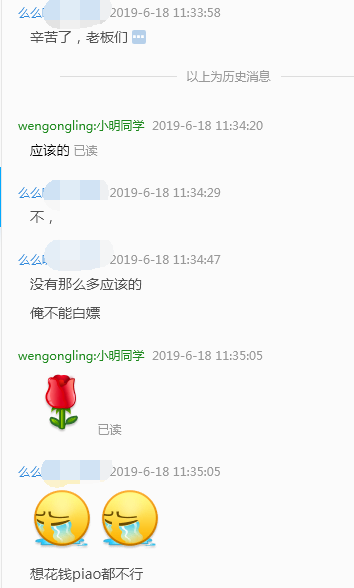 么么 2019-6-18 11:33:58
辛苦了，老板们
以上为历史消息
wengongling:小明同学 2019-6-18 11:34:20
应该的 已读
么么 2019-6-18 11:34:29
不，
么么 2019-6-18 11:34:47
没有那么多应该的
俺不能白嫖
wengongling:小明同学 2019-6-18 11:35:05
已读
么么 2019-6-18 11:35:05
想花钱piao都不行